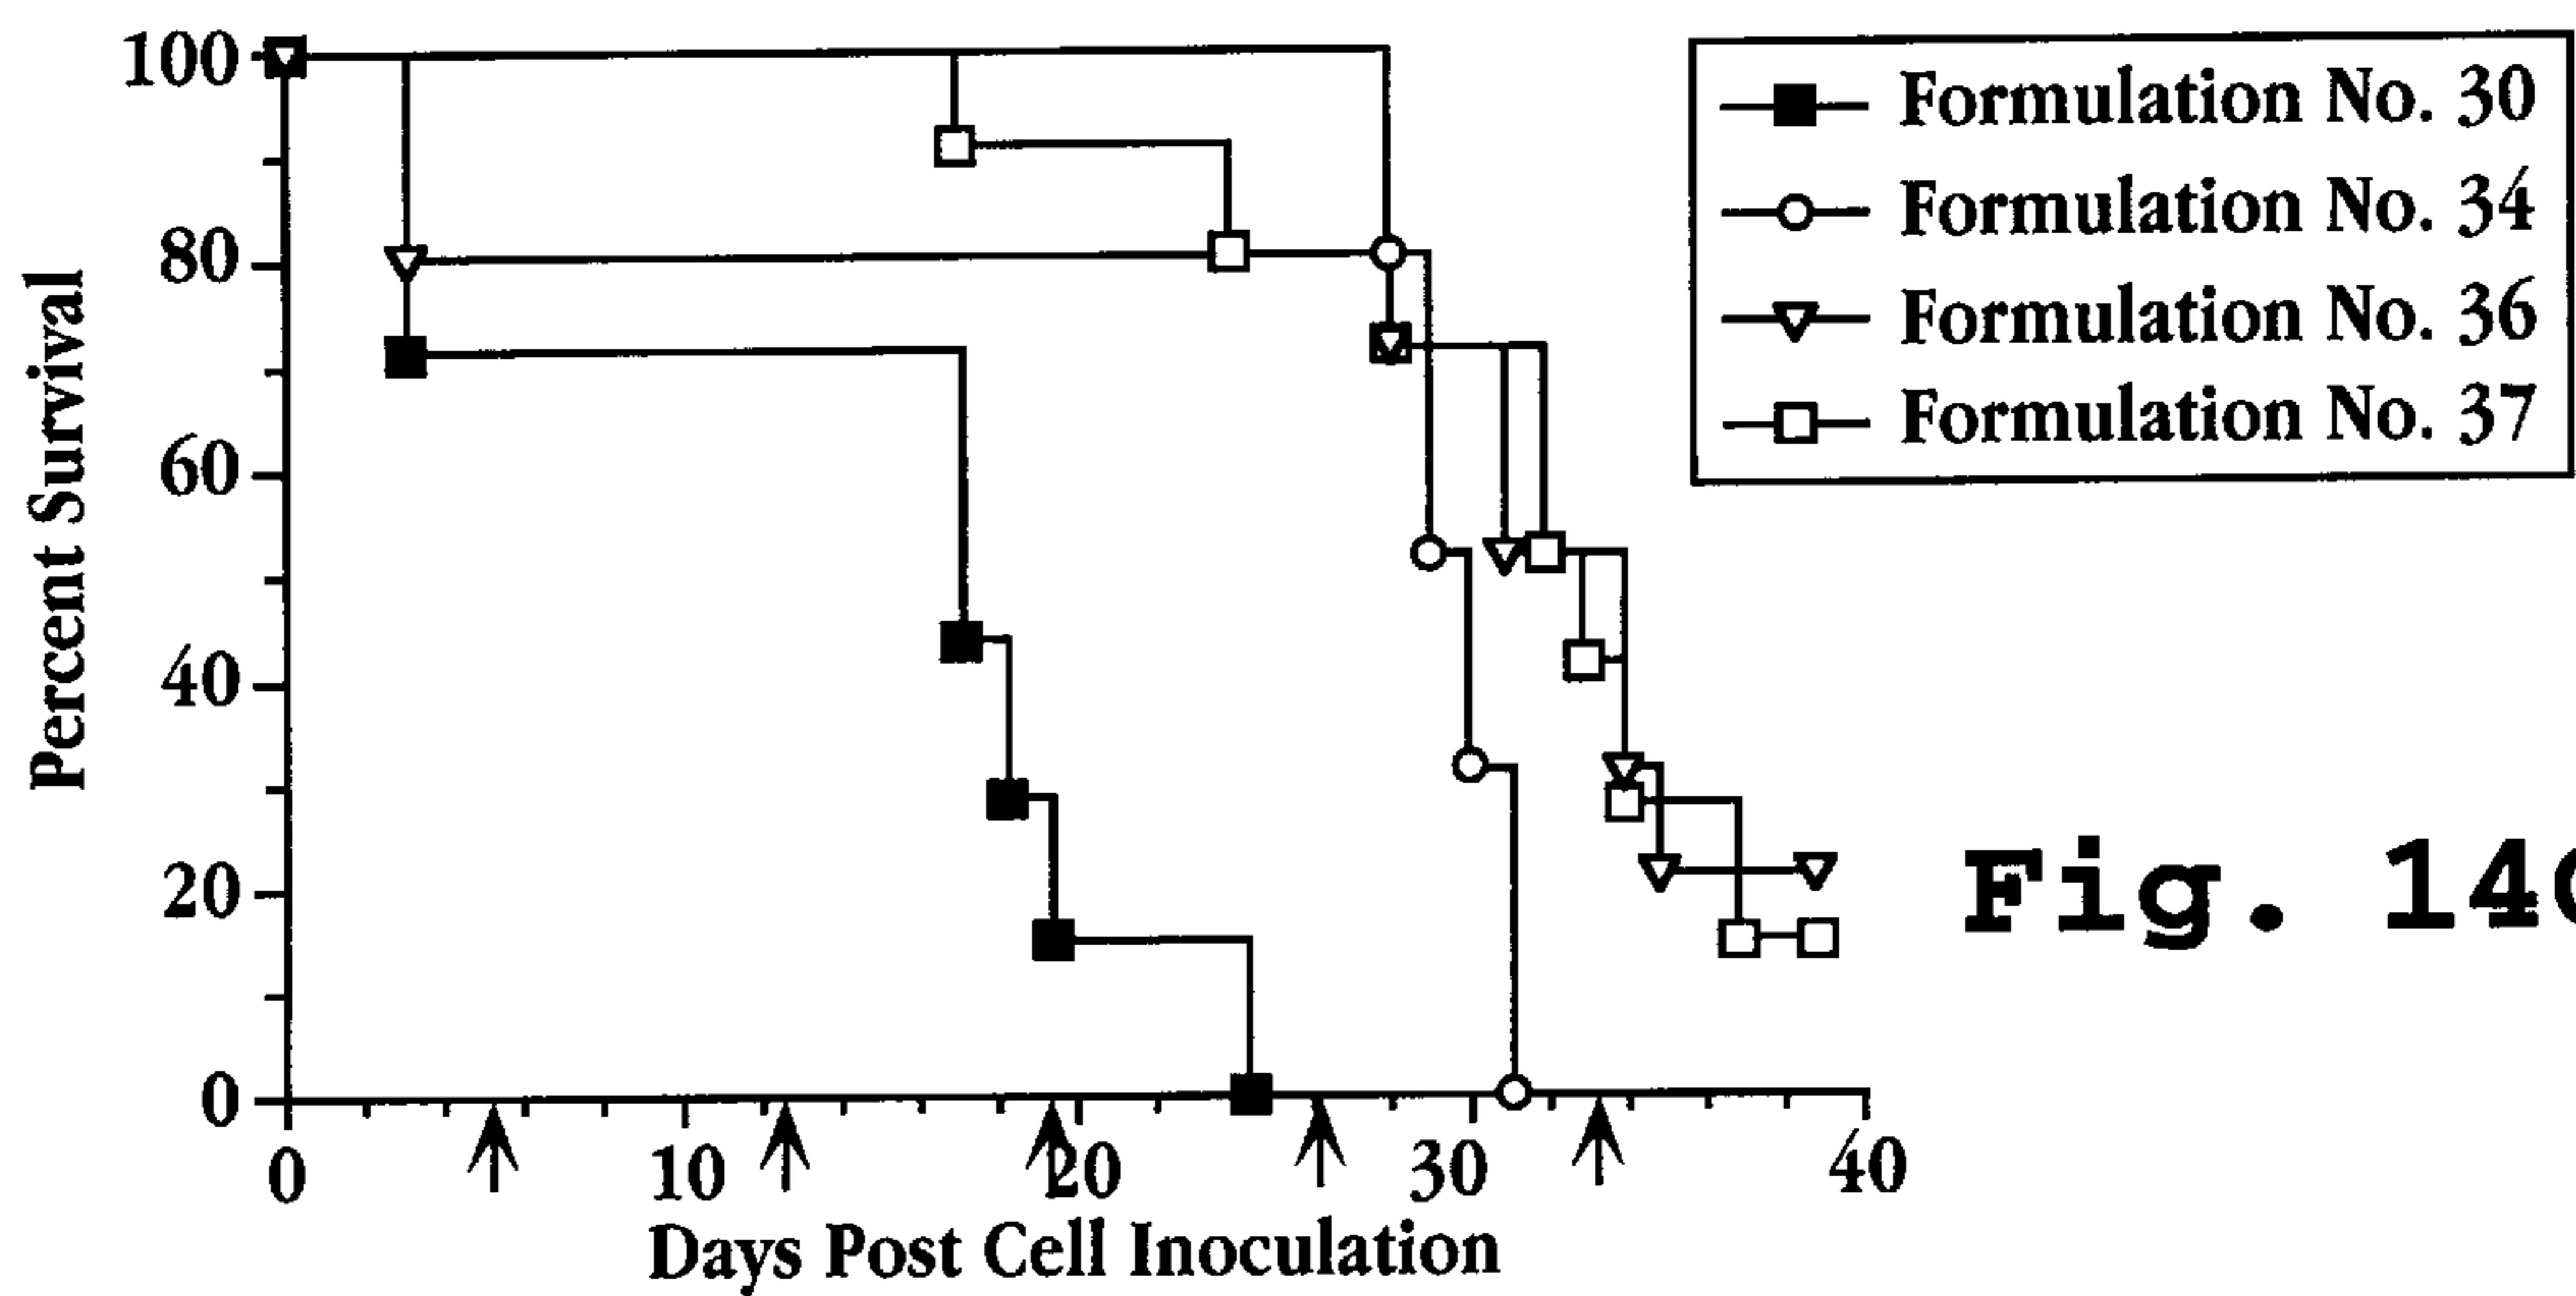 100
80
60
40
20
0
Percent Survival
0 10 20 30 40
Days Post Cell Inoculation
Formulation No. 30
Formulation No. 34
Formulation No. 36
Formulation No. 37
Fig. 14